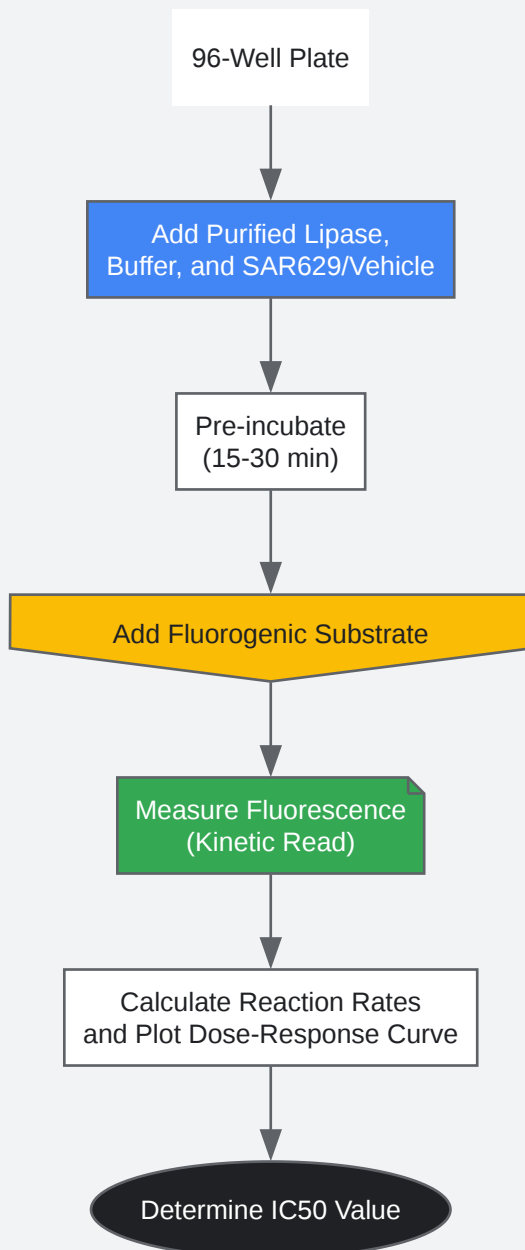 96-Well Plate
Add Purified Lipase,
Buffer, and SAR629/Vehicle
Pre-incubate
(15-30 min)
Add Fluorogenic Substrate
Measure Fluorescence
(Kinetic Read)
Calculate Reaction Rates
and Plot Dose-Response Curve
Determine IC50 Value